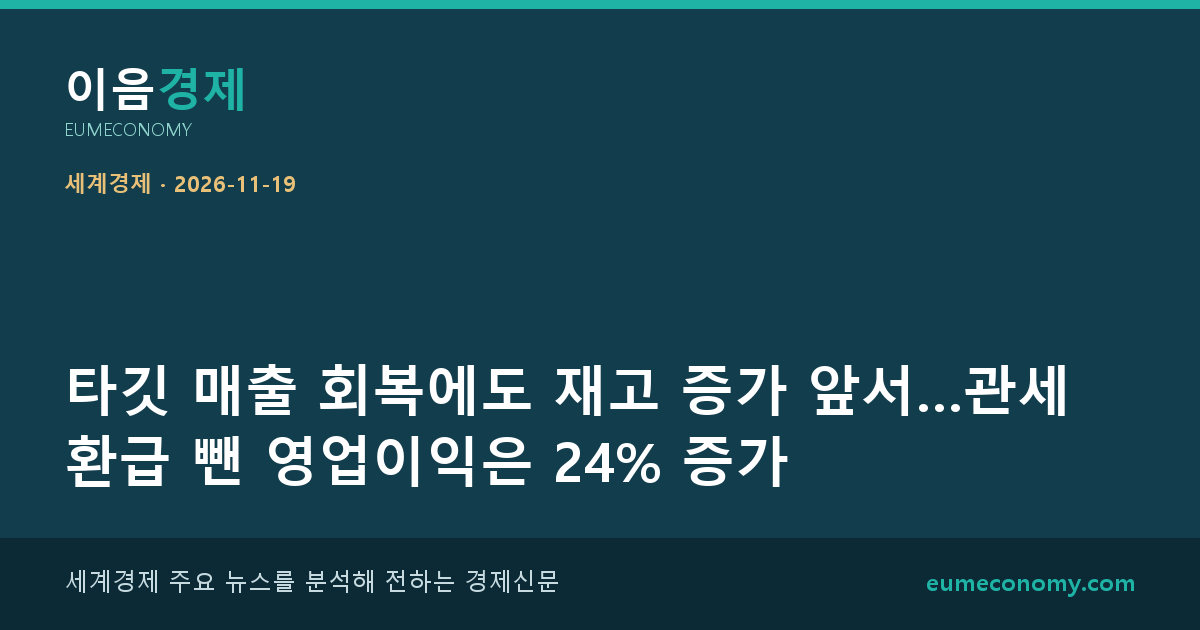 이음경제
EUMECONOMY
세계경제 · 2026-11-19
타깃 매출 회복에도 재고 증가 앞서…관세
환급 뺀 영업이익은 24% 증가
세계경제 주요 뉴스를 분석해 전하는 경제신문
eumeconomy.com